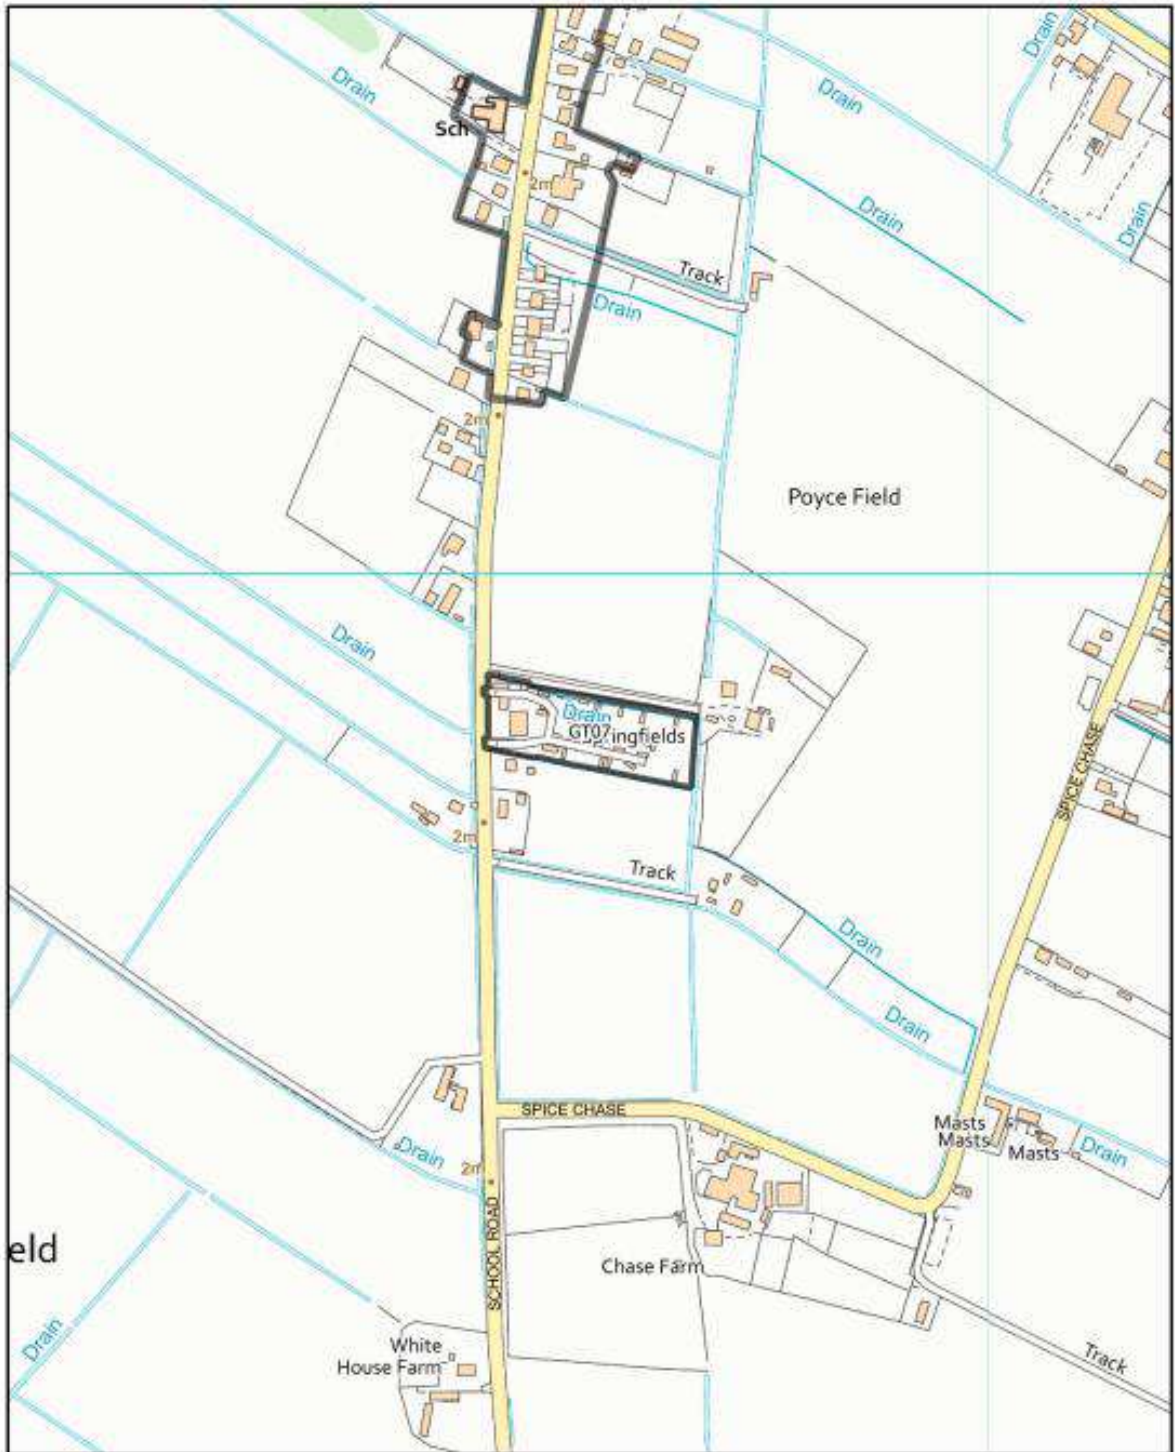 Drain
Drain
Drain
Sch
2m
Drain
Drain
Track
Drain
2m
Poyce Field
Drain
Drain
GT07
ingfields
SPICE CHASE
2m
Track
Drain
Drain
SPICE CHASE
Masts
Masts
Masts
Drain
Drain
2m
SCHOOL ROAD
eld
Chase Farm
Drain
White
House Farm
Track